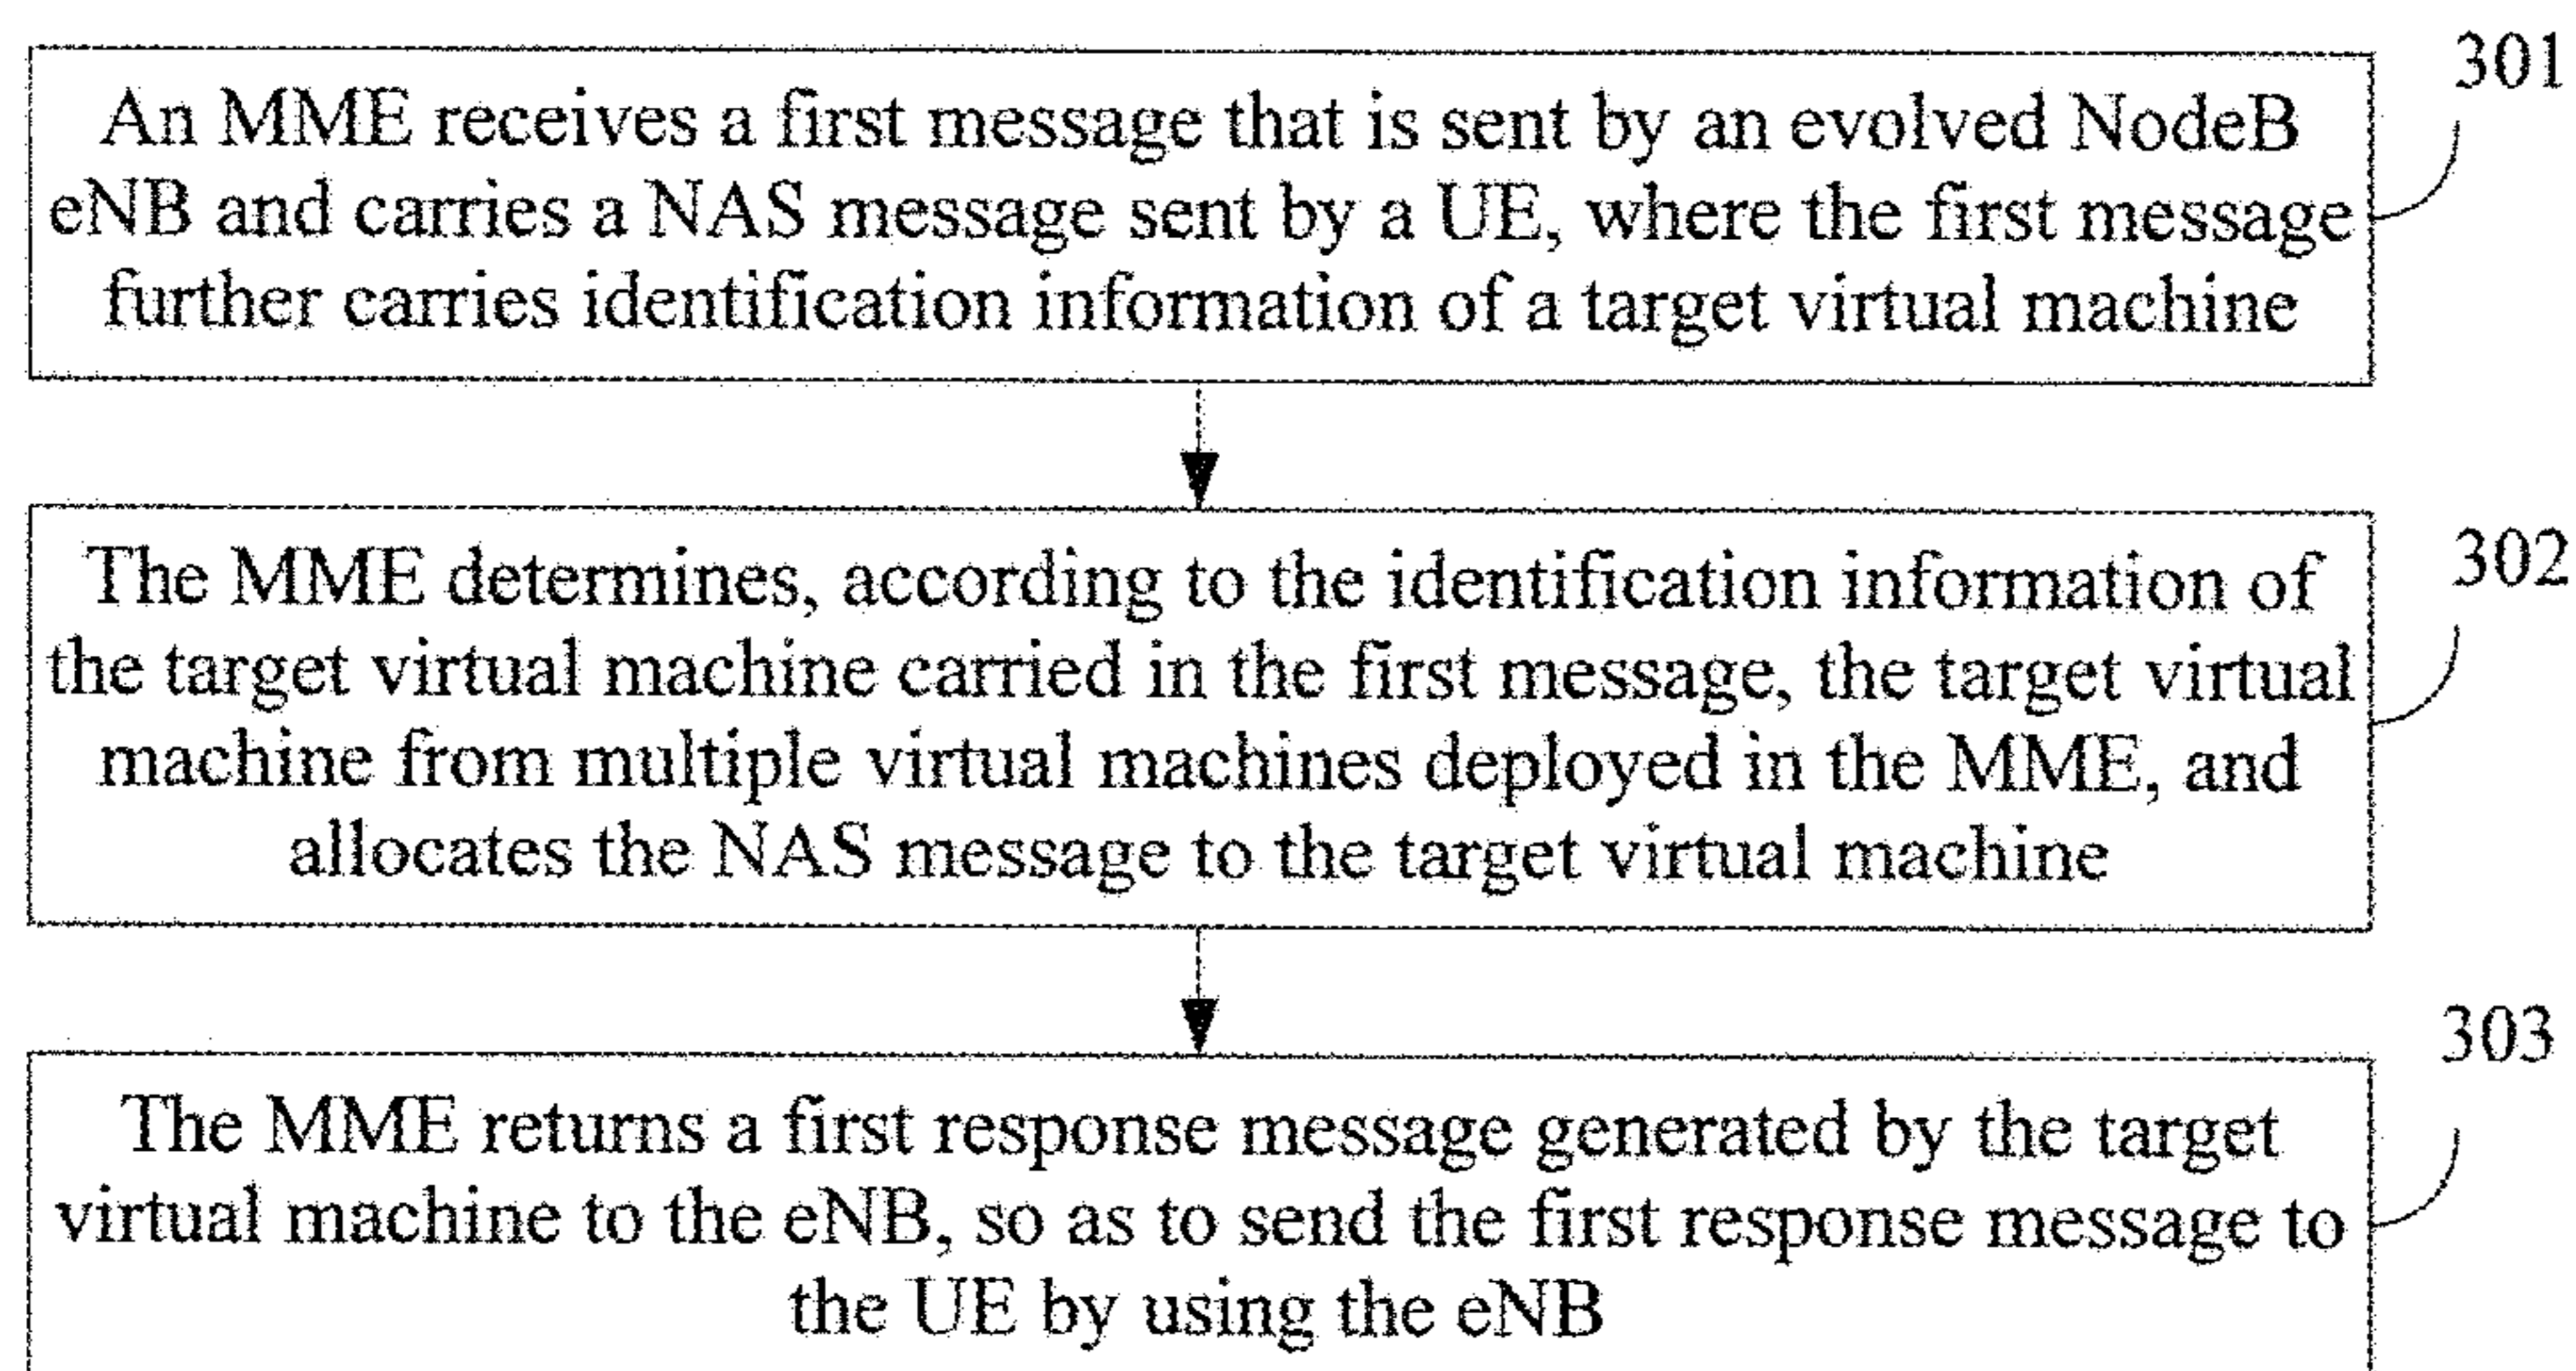 301
An MME receives a first message that is sent by an evolved NodeB
eNB and carries a NAS message sent by a UE, where the first message
further carries identification information of a target virtual machine
302
The MME determines, according to the identification information of
the target virtual machine carried in the first message, the target virtual
machine from multiple virtual machines deployed in the MME, and
allocates the NAS message to the target virtual machine
303
The MME returns a first response message generated by the target
virtual machine to the eNB, so as to send the first response message to
the UE by using the eNB